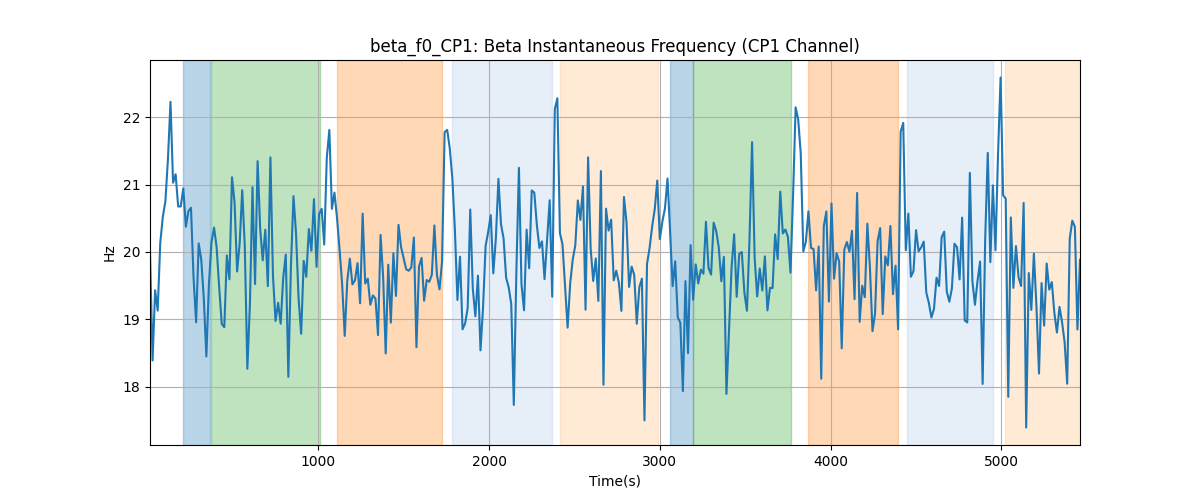 beta_f0_CP1: Beta Instantaneous Frequency (CP1 Channel)
22
21
20
19
18
Hz
1000 2000 3000 4000 5000
Time(s)